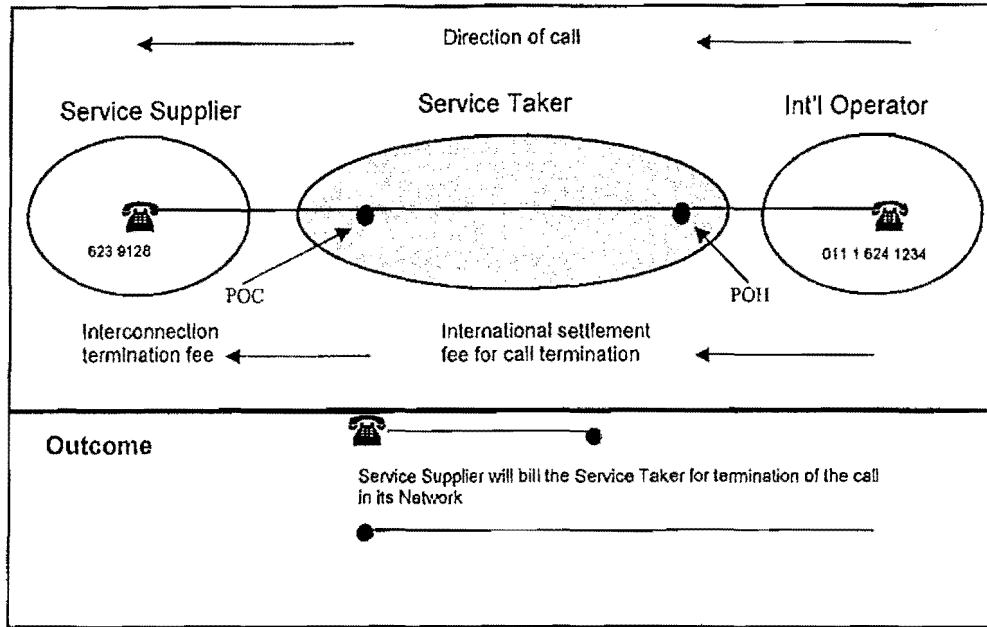 Direction of call
Service Supplier
Service Taker
Int'l Operator
623 9128
011 1 624 1234
POC
POH
Interconnection
termination fee
International settlement
fee for call termination
Outcome
Service Supplier will bill the Service Taker for termination of the call
in its Network